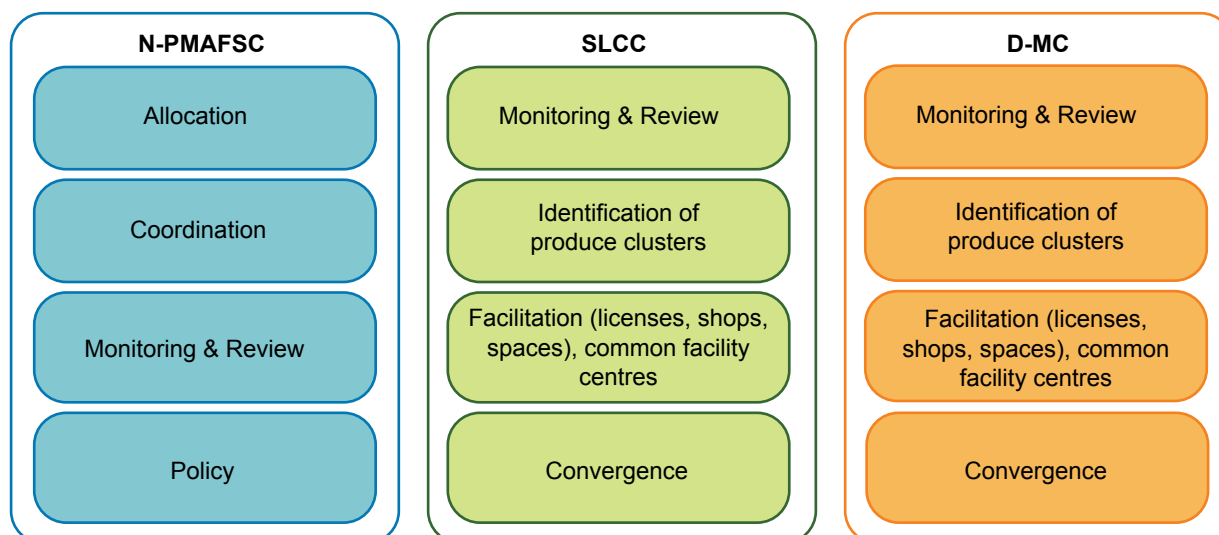 N-PMAFSC
Allocation
Coordination
Monitoring & Review
Policy
SLCC
Monitoring & Review
Identification of
produce clusters
Facilitation (licenses, shops,
spaces), common facility
centres
Convergence
D-MC
Monitoring & Review
Identification of
produce clusters
Facilitation (licenses,
shops, spaces), common
facility centres
Convergence